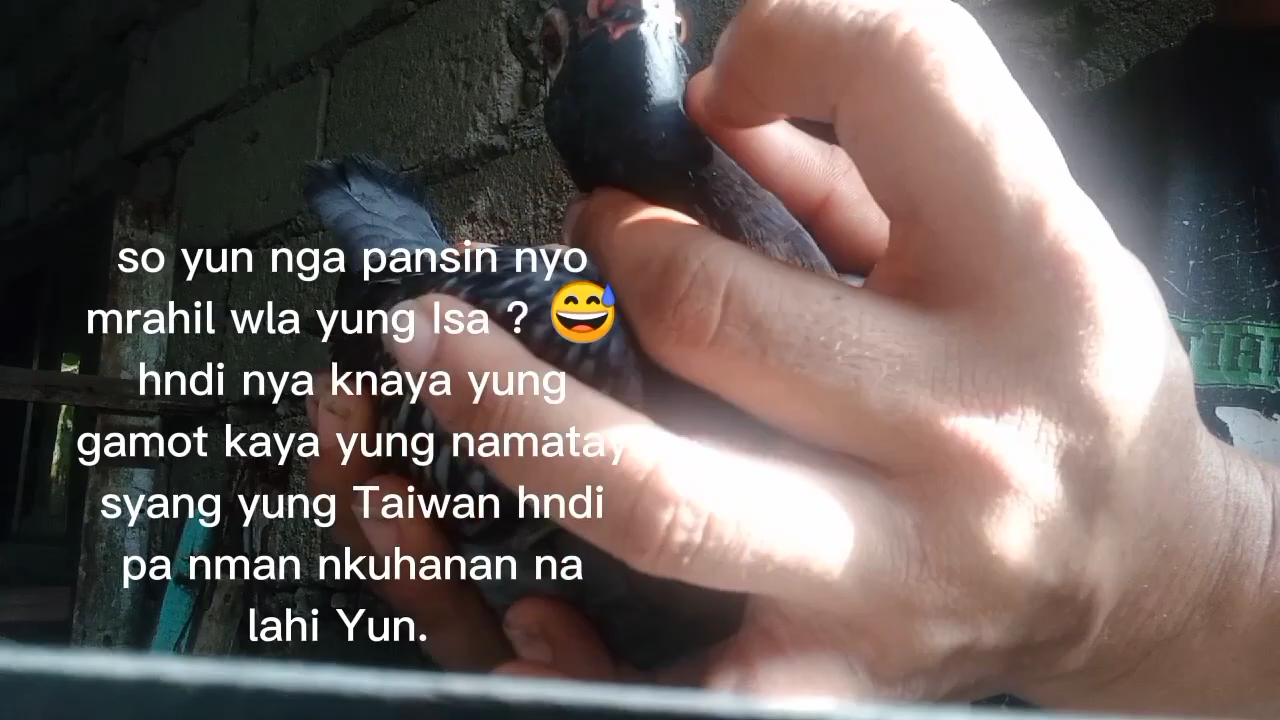 so yun nga pansin nyo
mrahil wla yung Isa ? 😅
hndi nya knaya yung
gamot kaya yung namatay
syang yung Taiwan hndi
pa nman nkuhanan na
lahi Yun.